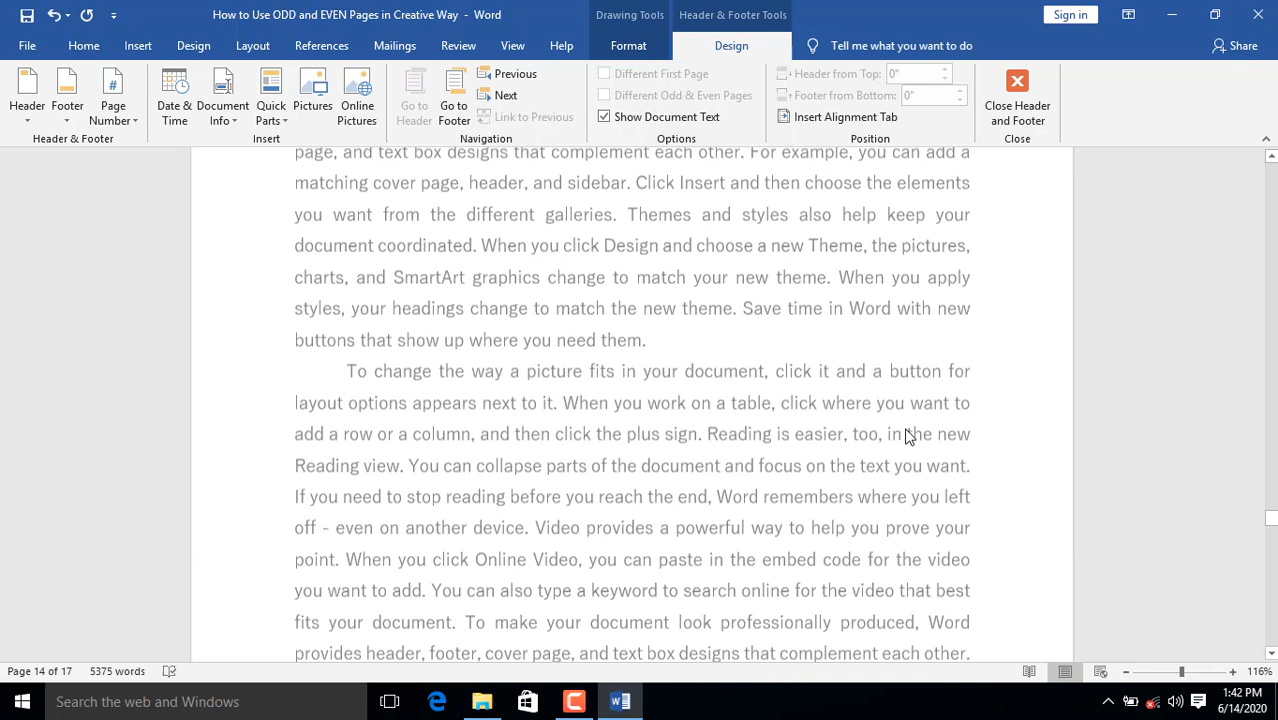 How to Use ODD and EVEN Pages in Creative Way - Word
Drawing Tools
Header & Footer Tools
Sign in
File
Home
Insert
Design
Layout
References
Mailings
Review
View
Help
Format
Design
Tell me what you want to do
Share
Header
Footer
Page Number
Header & Footer
Date & Time
Document Info
Quick Parts
Pictures
Online Pictures
Insert
Go to Header
Go to Footer
Previous
Next
Link to Previous
Navigation
Different First Page
Different Odd & Even Pages
Show Document Text
Options
Header from Top: 0"
Footer from Bottom: 0"
Insert Alignment Tab
Position
Close Header and Footer
Close
page, and text box designs that complement each other. For example, you can add a
matching cover page, header, and sidebar. Click Insert and then choose the elements
you want from the different galleries. Themes and styles also help keep your
document coordinated. When you click Design and choose a new Theme, the pictures,
charts, and SmartArt graphics change to match your new theme. When you apply
styles, your headings change to match the new theme. Save time in Word with new
buttons that show up where you need them.
To change the way a picture fits in your document, click it and a button for
layout options appears next to it. When you work on a table, click where you want to
add a row or a column, and then click the plus sign. Reading is easier, too, in the new
Reading view. You can collapse parts of the document and focus on the text you want.
If you need to stop reading before you reach the end, Word remembers where you left
off - even on another device. Video provides a powerful way to help you prove your
point. When you click Online Video, you can paste in the embed code for the video
you want to add. You can also type a keyword to search online for the video that best
fits your document. To make your document look professionally produced, Word
provides header, footer, cover page, and text box designs that complement each other.
Page 14 of 17
5375 words
116%
Search the web and Windows
1:42 PM
6/14/2020